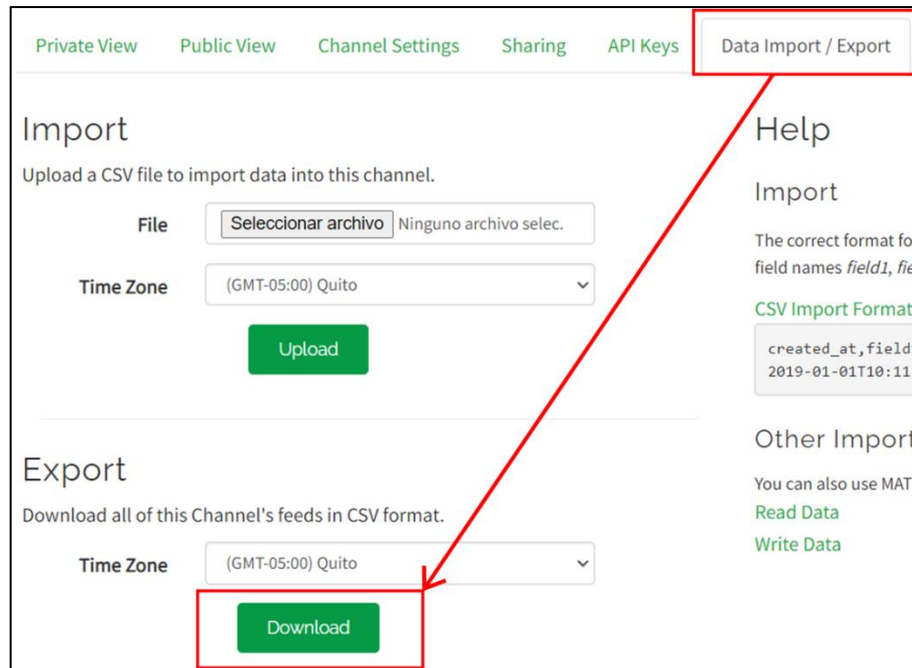 Private View Public View Channel Settings Sharing API Keys Data Import / Export
Import
Upload a CSV file to import data into this channel.
File Seleccionar archivo Ninguno archivo selec.
Time Zone (GMT-05:00) Quito
Upload
Export
Download all of this Channel's feeds in CSV format.
Time Zone (GMT-05:00) Quito
Download
Help
Import
The correct format fo
field names field1, fie
CSV Import Format
created_at,field
2019-01-01T10:11
Other Import
You can also use MAT
Read Data
Write Data